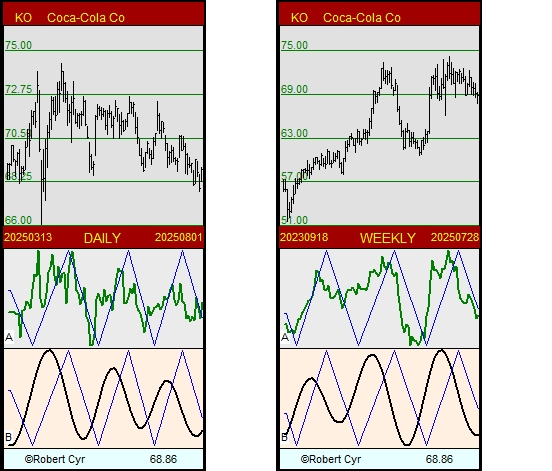 KO Coca-Cola Co
75.00
72.75
70.50
68.25
66.00
20250313 DAILY 20250801
A
B
©Robert Cyr 68.86
KO Coca-Cola Co
75.00
69.00
63.00
57.00
51.00
20230918 WEEKLY 20250728
A
B
©Robert Cyr 68.86